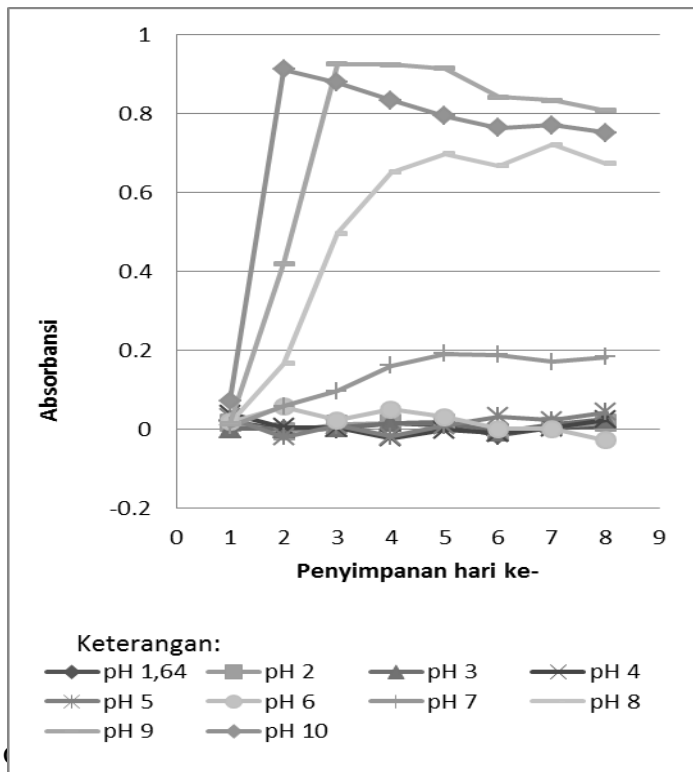 1
0.8
0.6
0.4
0.2
0
-0.2
Absorbansi
0 1 2 3 4 5 6 7 8 9
Penyimpanan hari ke-
Keterangan:
pH 1,64 pH 2 pH 3 pH 4
pH 5 pH 6 pH 7 pH 8
pH 9 pH 10